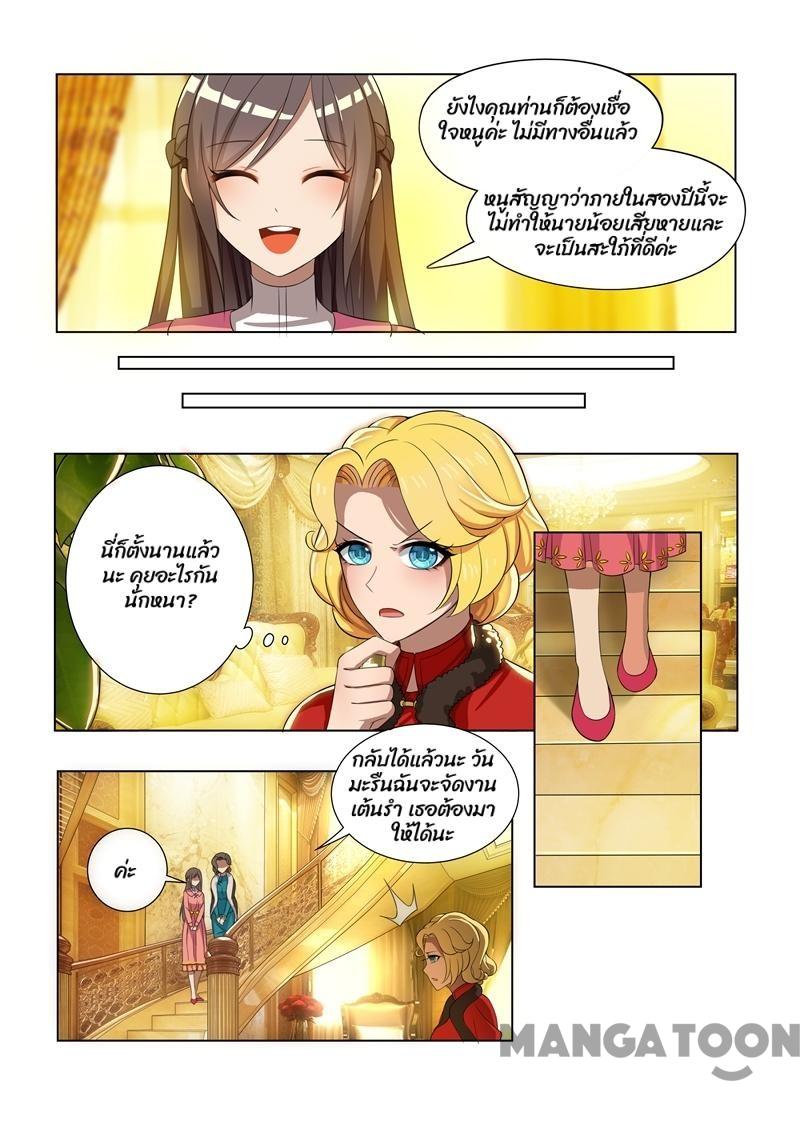 ยังไงคุณท่านก็ต้องเชื่อ
ใจหนูค่ะ ไม่มีทางอื่นแล้ว
หนูสัญญาว่าภายในสองปีนี้จะ
ไม่ทำให้นายน้อยเสียหายและ
จะเป็นสะใภ้ที่ดีค่ะ
นี่ก็ตั้งนานแล้ว
นะ คุยอะไรกัน
นักหนา?
กลับได้แล้วนะ วัน
มะรืนฉันจะจัดงาน
เต้นรำ เธอต้องมา
ให้ได้นะ
ค่ะ
MANGATOON